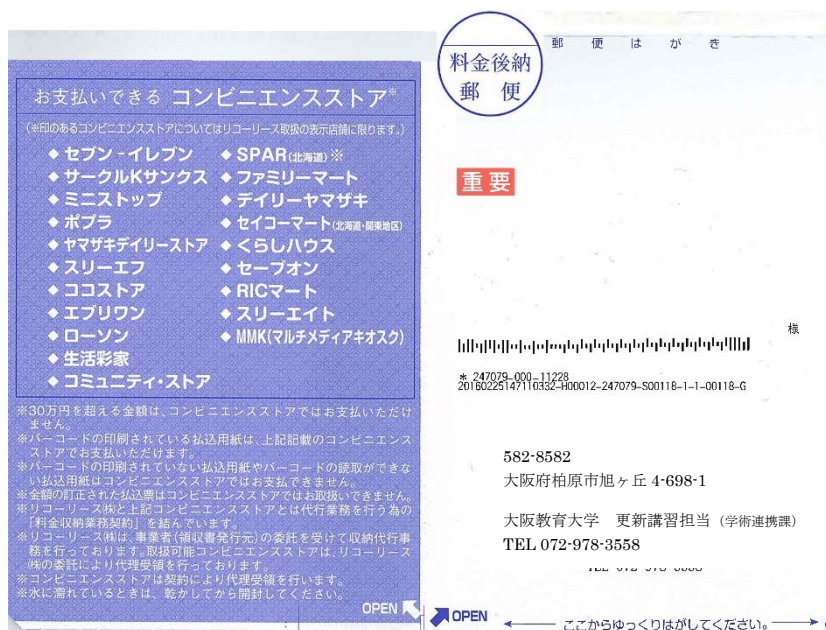 お支払いできる コンビニエンスストア※
(※印のあるコンビニエンスストアについてはリコーリース取扱の表示店舗に限ります。)
◆セブン-イレブン
◆サークルKサンクス
◆ミニストップ
◆ポプラ
◆ヤマザキデイリーストア
◆スリーエフ
◆ココストア
◆エブリワン
◆ローソン
◆生活彩家
◆コミュニティ・ストア
◆SPAR(北海道)※
◆ファミリーマート
◆デイリーヤマザキ
◆セイコーマート(北海道・関東地区)
◆くらしハウス
◆セーブオン
◆RICマート
◆スリーエイト
◆MMK(マルチメディアキオスク)
※30万円を超える金額は、コンビニエンスストアではお支払いただけ
ません。
※バーコードの印刷されている払込用紙は、上記記載のコンビニエンス
ストアでお支払いただけます。
※バーコードの印刷されていない払込用紙やバーコードの読取ができな
い払込用紙はコンビニエンスストアではお支払できません。
※金額の訂正された払込票はコンビニエンスストアではお取扱いできません。
※リコーリース㈱と上記コンビニエンスストアとは代行業務を行う為の
「料金収納業務契約」を結んでいます。
※リコーリース㈱は、事業者(領収書発行元)の委託を受けて収納代行事
務を行っております。取扱可能コンビニエンスストアは、リコーリース
㈱の委託により代理受領を行っております。
※コンビニエンスストアは契約により代理受領を行います。
※水に濡れているときは、乾かしてから開封してください。
OPEN
郵便はがき
料金後納
郵 便
重要
様
* 247079-000-11228
20160225147110332-H00012-247079-S00118-1-1-00118-G
582-8582
大阪府柏原市旭ヶ丘 4-698-1
大阪教育大学 更新講習担当(学術連携課)
TEL 072-978-3558
OPEN
ここからゆっくりはがしてください。